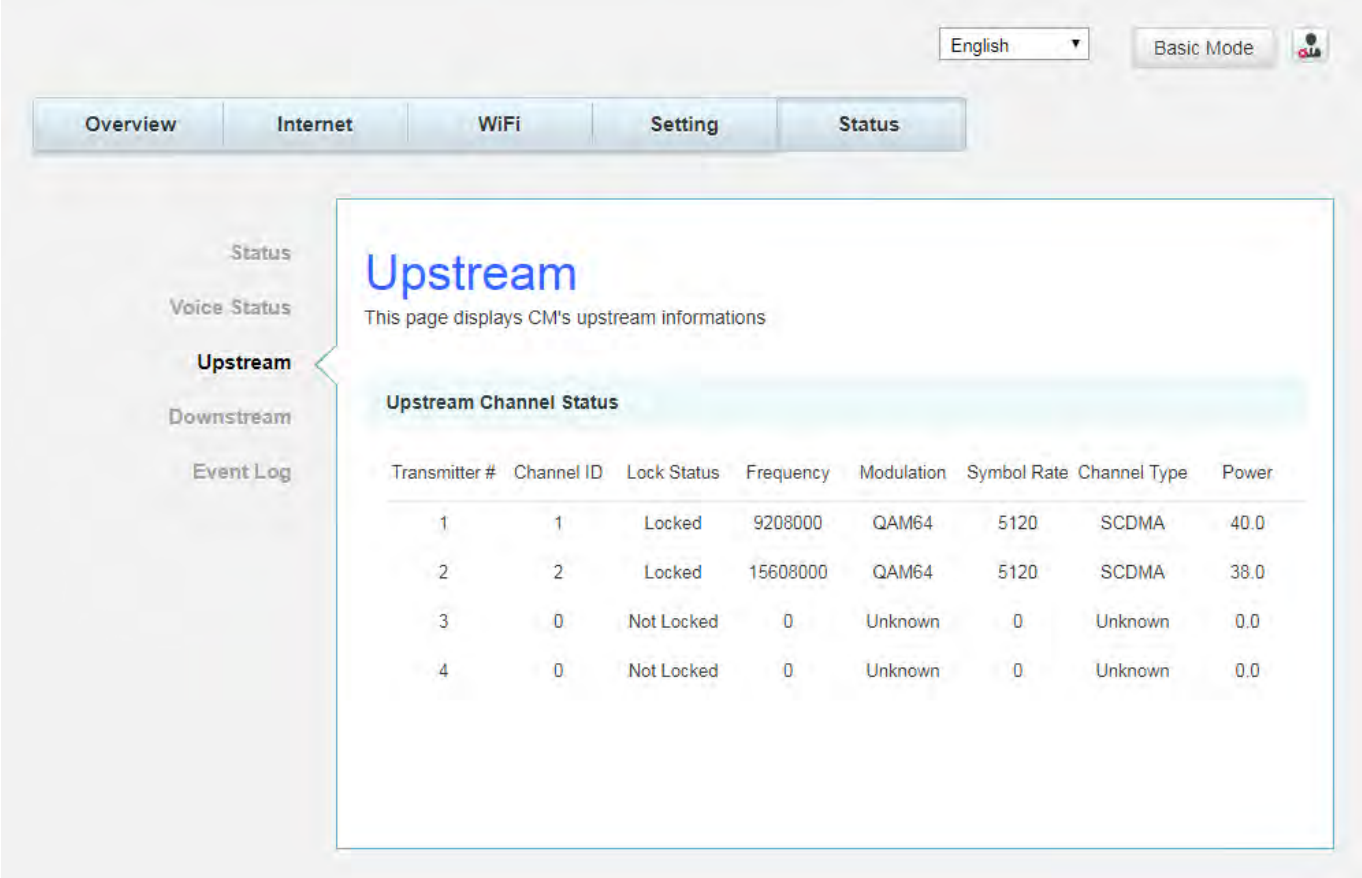 English
Basic Mode
Overview Internet WiFi Setting Status
Status
Voice Status
Upstream
Downstream
Event Log
Upstream
This page displays CM's upstream informations
Upstream Channel Status
Transmitter # Channel ID Lock Status Frequency Modulation Symbol Rate Channel Type Power
1 1 Locked 9208000 QAM64 5120 SCDMA 40.0
2 2 Locked 15608000 QAM64 5120 SCDMA 38.0
3 0 Not Locked 0 Unknown 0 Unknown 0.0
4 0 Not Locked 0 Unknown 0 Unknown 0.0